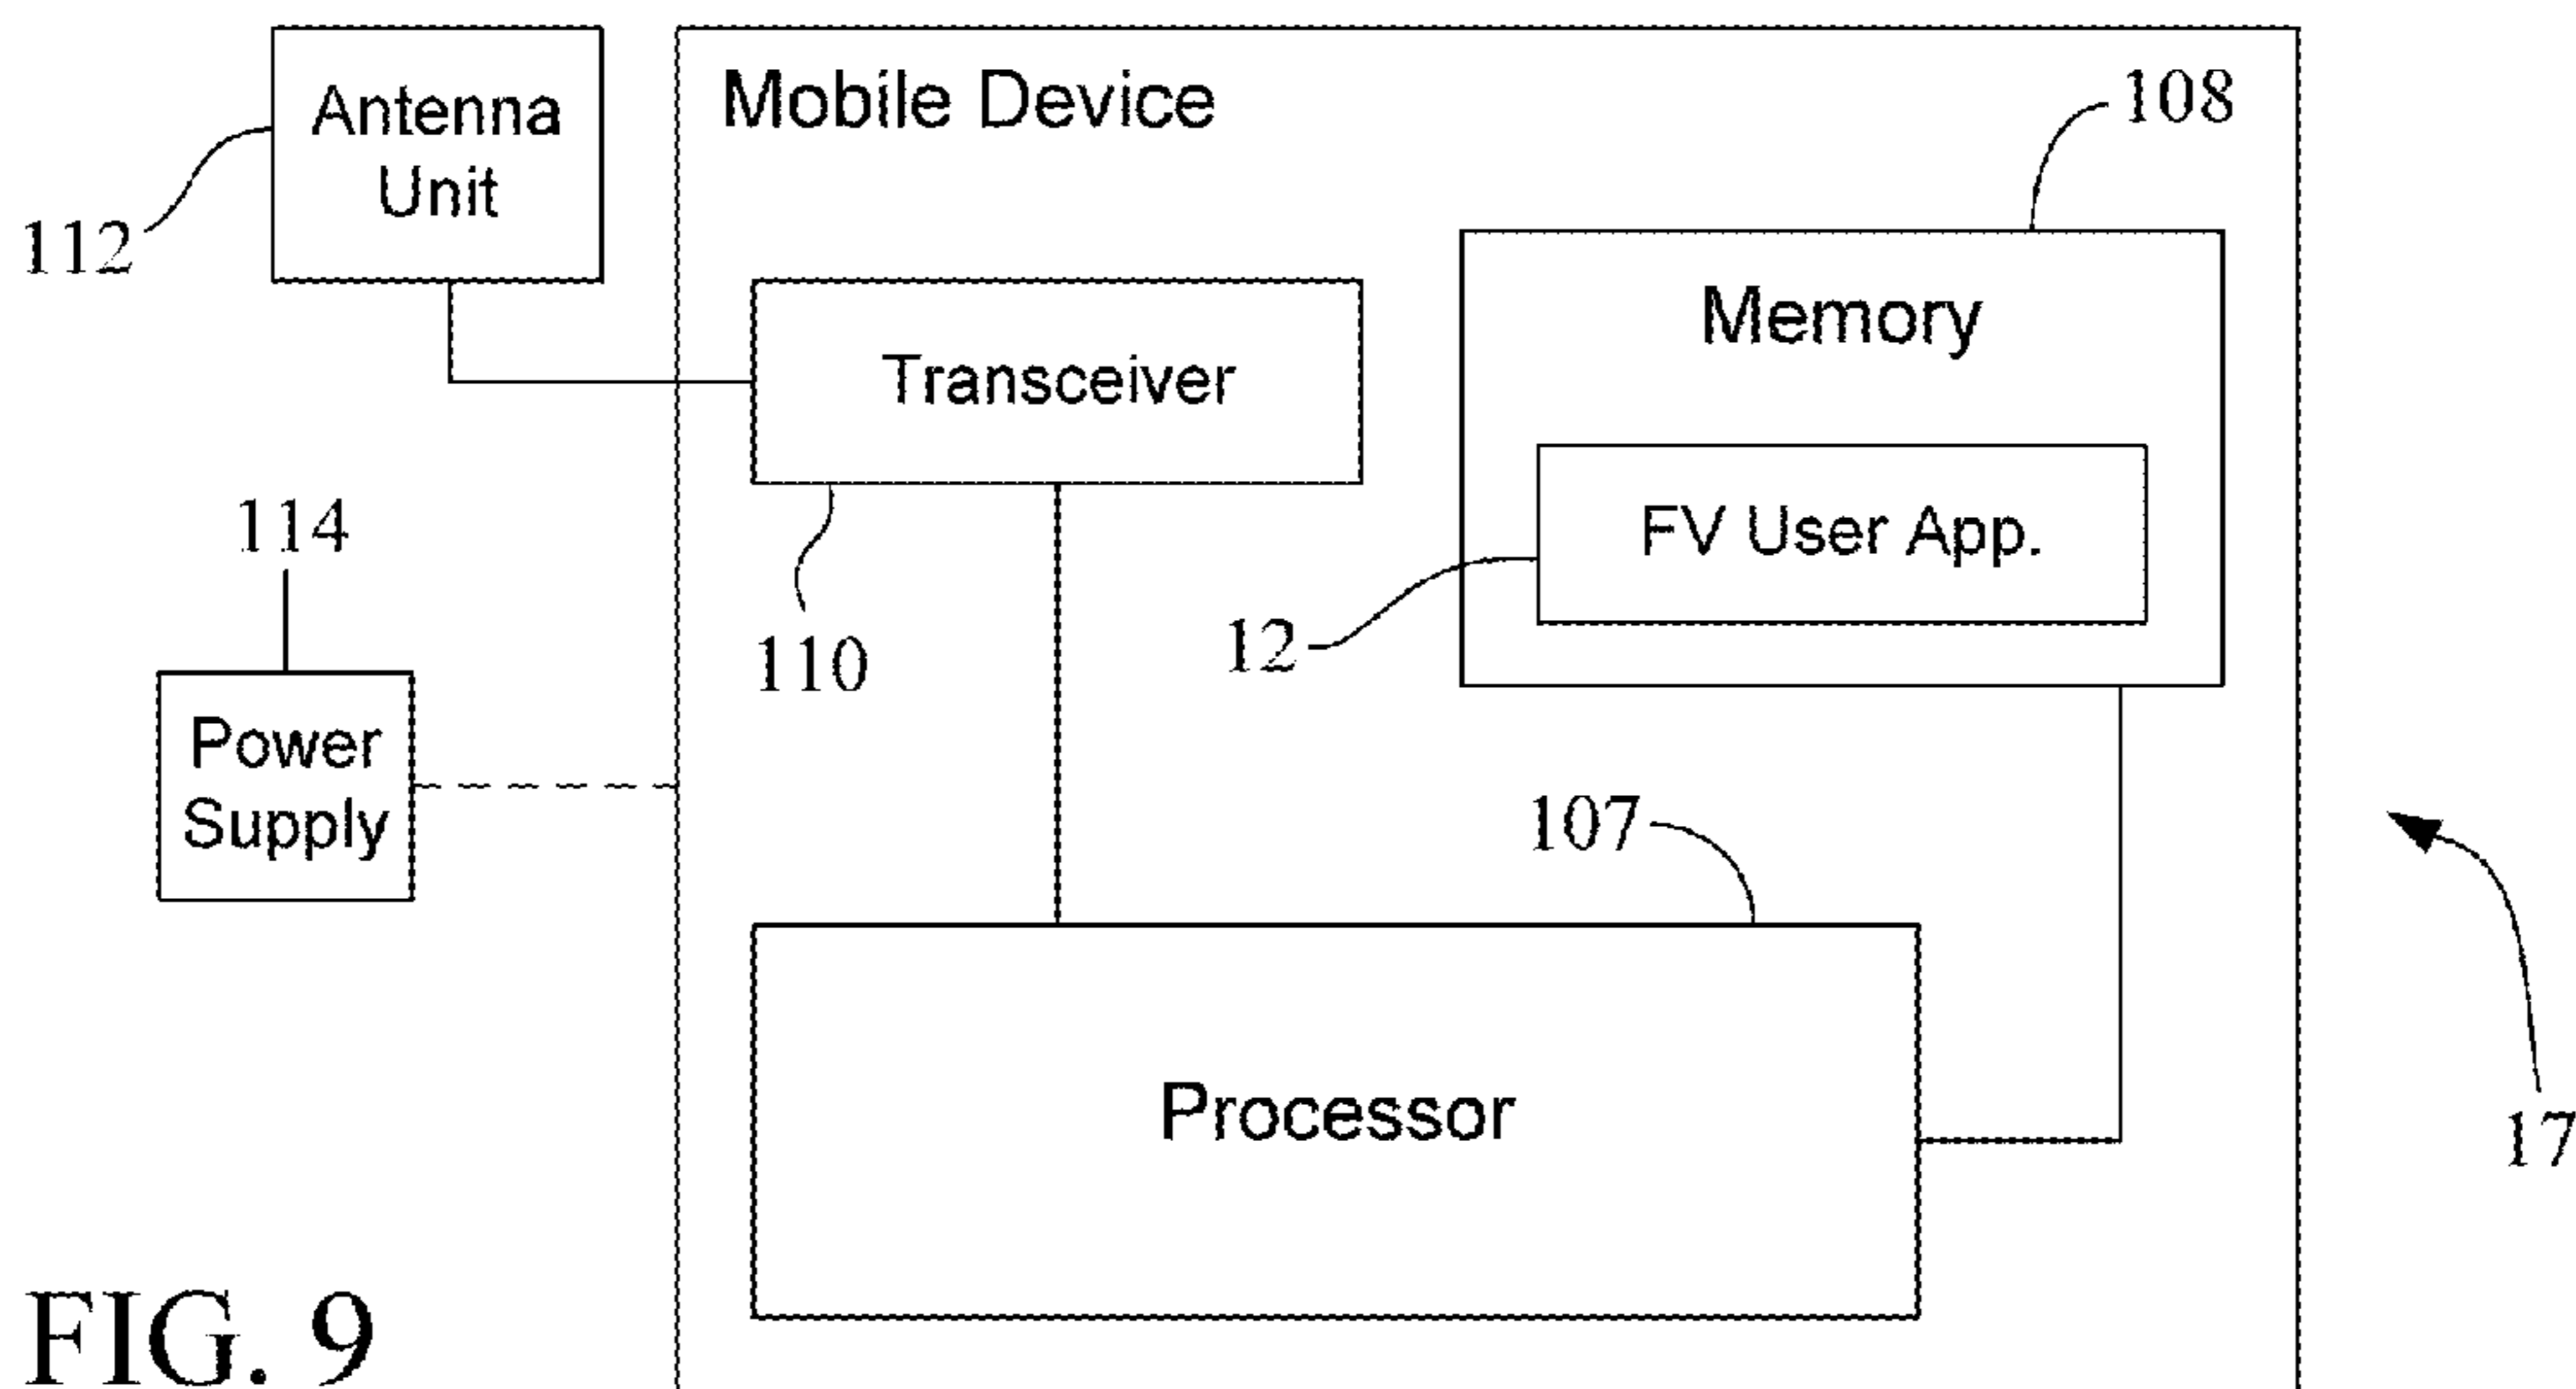 Antenna
Unit
Mobile Device
108
112
Memory
Transceiver
114
FV User App.
12
110
Power
Supply
107
Processor
17
FIG. 9